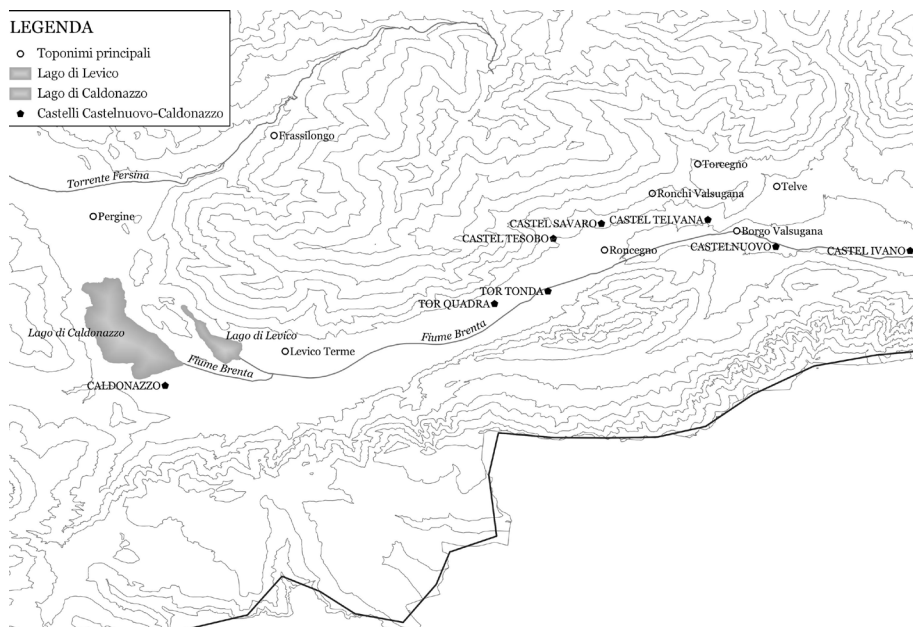 LEGENDA
Toponimi principali
Lago di Levico
Lago di Caldonazzo
Castelli Castelnuovo-Caldonazzo
Frassilongo
Torcegno
Torrente Fersina
Telve
Ronchi Valsugana
Pergine
CASTEL SAVARO
CASTEL TELVANA
Borgo Valsugana
CASTEL TESOBO
Roncegno
CASTELNUOVO
CASTEL IVANO
TOR TONDA
TOR QUADRA
Lago di Caldonazzo
Lago di Levico
Fiume Brenta
Levico Terme
Fiume Brenta
CALDONAZZO